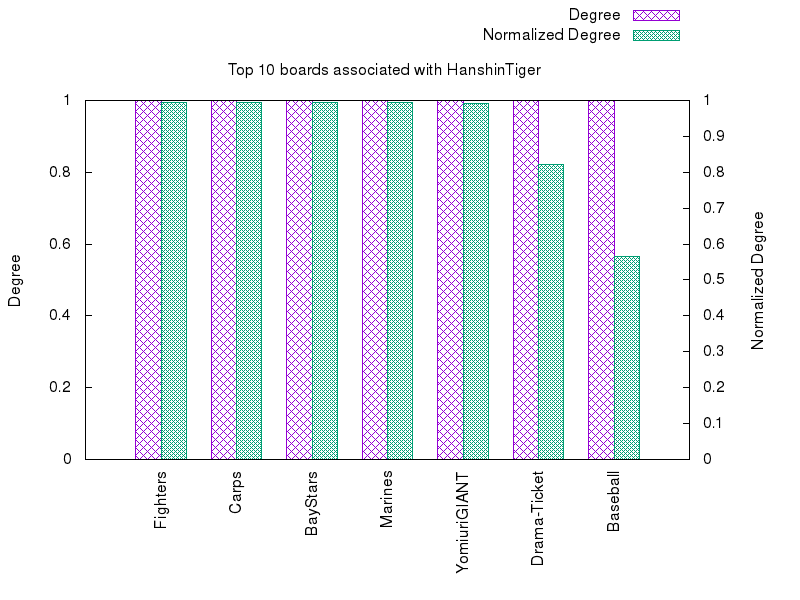 Degree
Normalized Degree
Top 10 boards associated with HanshinTiger
1
0.8
0.6
0.4
0.2
0
1
0.9
0.8
0.7
0.6
0.5
0.4
0.3
0.2
0.1
0
Degree
Normalized Degree
Fighters
Carps
BayStars
Marines
YomiuriGIANT
Drama-Ticket
Baseball